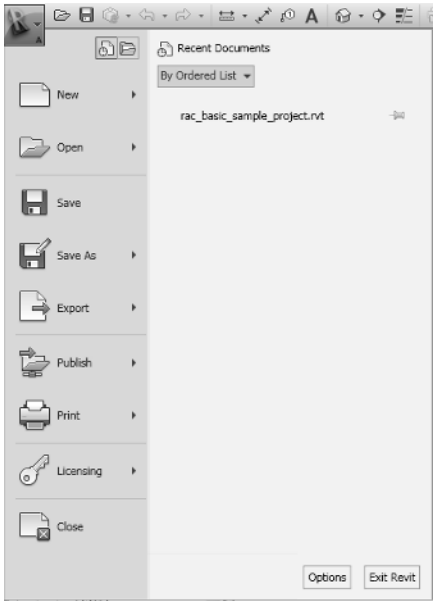 A
R
A
Recent Documents
By Ordered List
rac_basic_sample_project.rvt
New
Open
Save
Save As
Export
Publish
Print
Licensing
Close
Options
Exit Revit